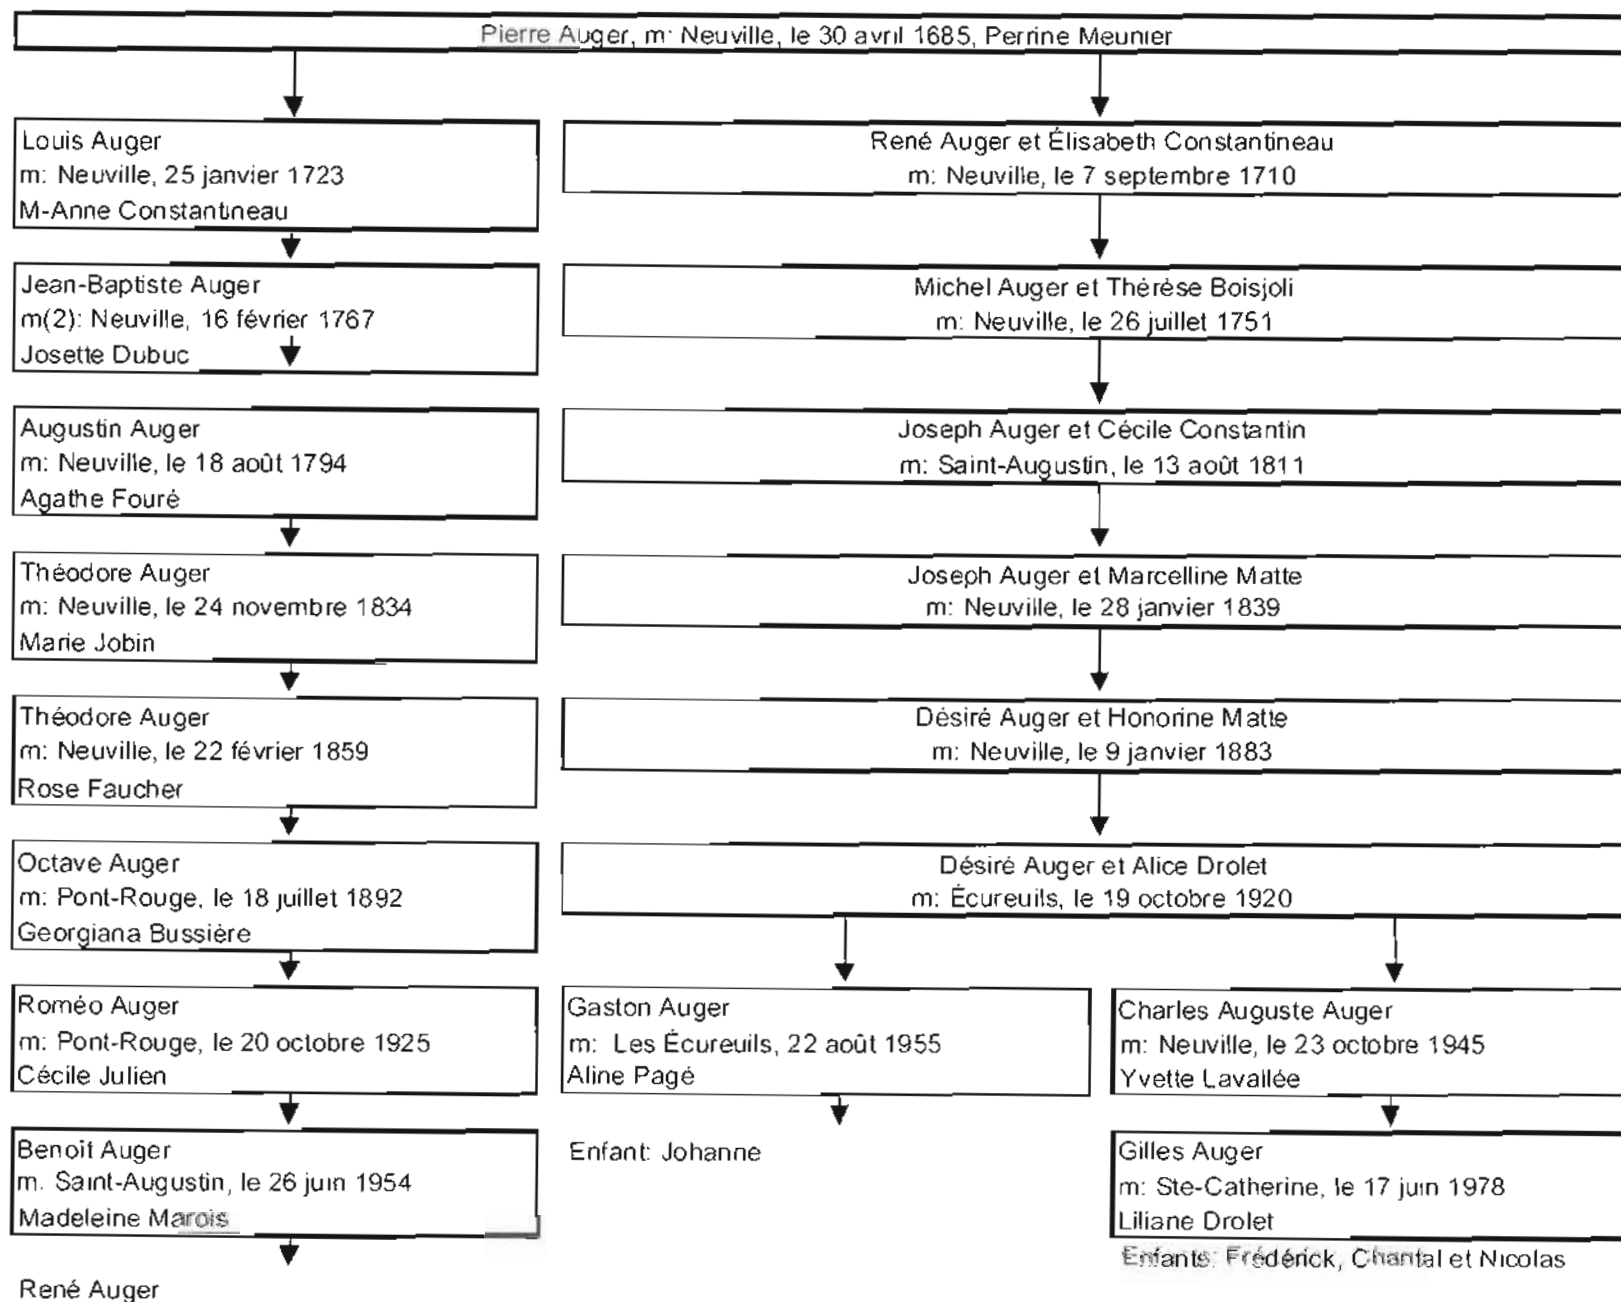 Pierre Auger, m: Neuville, le 30 avril 1685, Perrine Meunier
Louis Auger
m: Neuville, 25 janvier 1723
M-Anne Constantineau
René Auger et Élisabeth Constantineau
m: Neuville, le 7 septembre 1710
Jean-Baptiste Auger
m(2): Neuville, 16 février 1767
Josette Dubuc
Michel Auger et Thérèse Boisjoli
m: Neuville, le 26 juillet 1751
Augustin Auger
m: Neuville, le 18 août 1794
Agathe Fouré
Joseph Auger et Cécile Constantin
m: Saint-Augustin, le 13 août 1811
Théodore Auger
m: Neuville, le 24 novembre 1834
Marie Jobin
Joseph Auger et Marcelline Matte
m: Neuville, le 28 janvier 1839
Théodore Auger
m: Neuville, le 22 février 1859
Rose Faucher
Désiré Auger et Honorine Matte
m: Neuville, le 9 janvier 1883
Octave Auger
m: Pont-Rouge, le 18 juillet 1892
Georgiana Bussière
Désiré Auger et Alice Drolet
m: Écureuils, le 19 octobre 1920
Roméo Auger
m: Pont-Rouge, le 20 octobre 1925
Cécile Julien
Gaston Auger
m: Les Écureuils, 22 août 1955
Aline Pagé
Charles Auguste Auger
m: Neuville, le 23 octobre 1945
Yvette Lavallée
Benoît Auger
m. Saint-Augustin, le 26 juin 1954
Madeleine Marois
Enfant: Johanne
Gilles Auger
m: Ste-Catherine, le 17 juin 1978
Liliane Drolet
Enfants: Frédérick, Chantal et Nicolas
René Auger